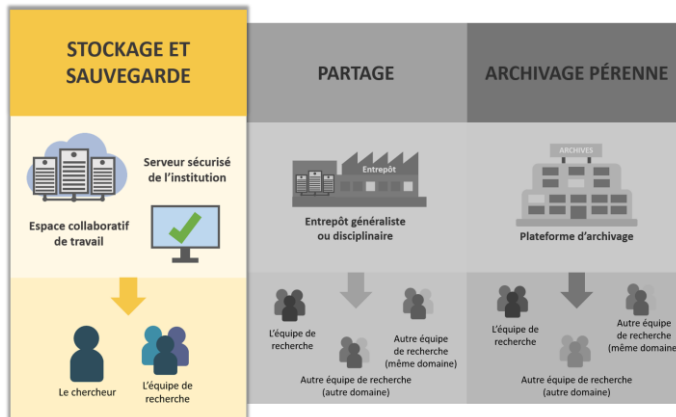 STOCKAGE ET
SAUVEGARDE
Serveur sécurisé
de l'institution
Espace collaboratif
de travail
Le chercheur
L'équipe de
recherche
PARTAGE
Entrepôt
Entrepôt généraliste
ou disciplinaire
L'équipe de
recherche
Autre équipe
de recherche
(même domaine)
Autre équipe de recherche
(autre domaine)
ARCHIVAGE PÉRENNE
ARCHIVES
Plateforme d'archivage
L'équipe de
recherche
Autre équipe
de recherche
(même domaine)
Autre équipe de recherche
(autre domaine)